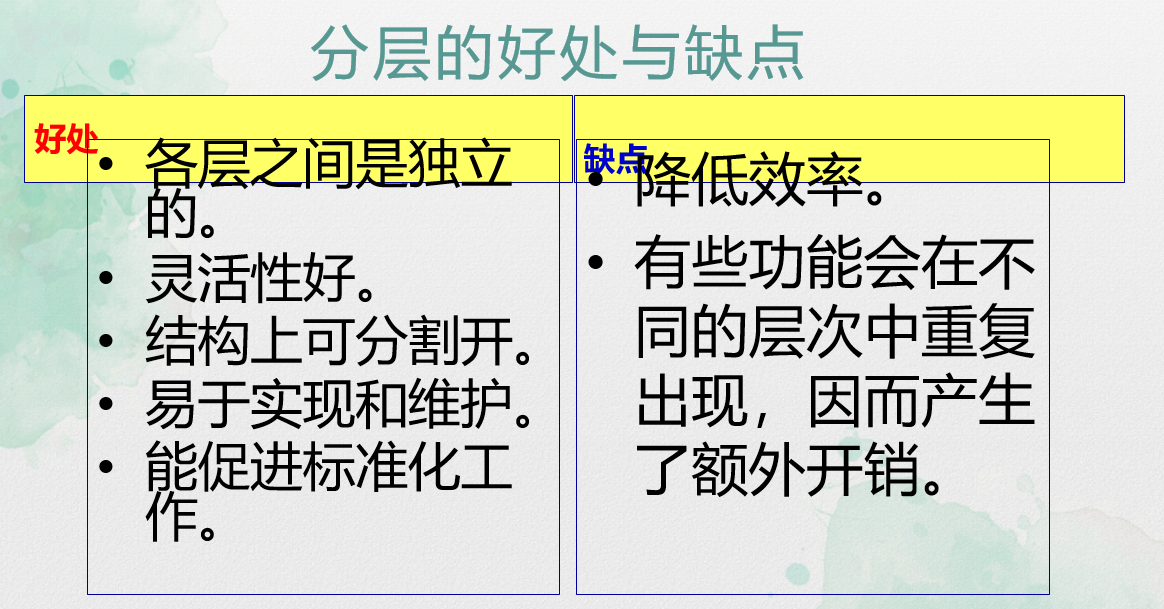 分层的好处与缺点
好处
• 各层之间是独立
的。
• 灵活性好。
• 结构上可分割开。
• 易于实现和维护。
• 能促进标准化工
作。
缺点
• 降低效率。
• 有些功能会在不
同的层次中重复
出现，因而产生
了额外开销。